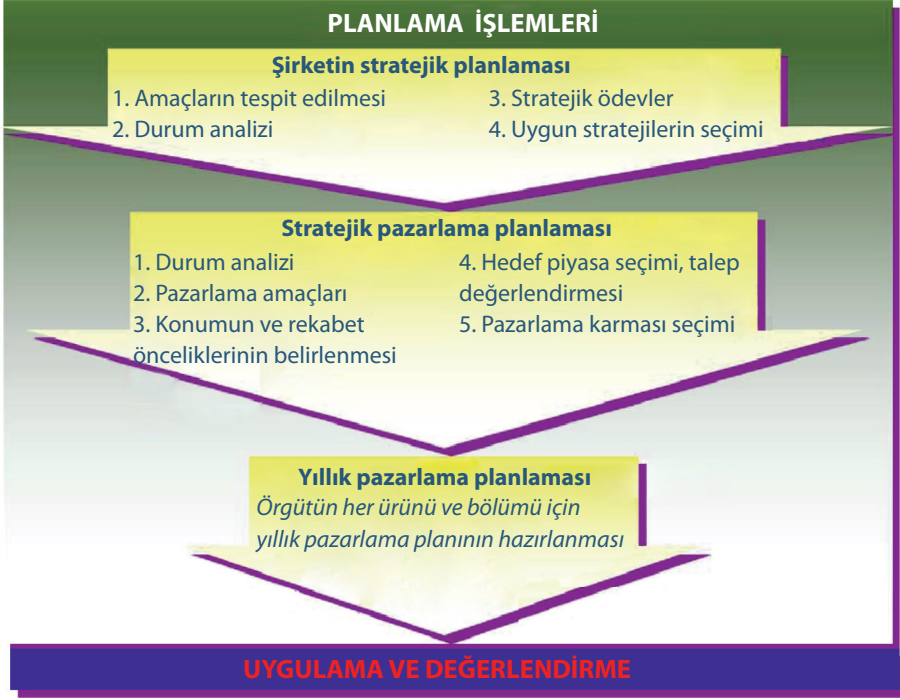 PLANLAMA İŞLEMLERİ
Şirketin stratejik planlaması
1. Amaçların tespit edilmesi
2. Durum analizi
3. Stratejik ödevler
4. Uygun stratejilerin seçimi
Stratejik pazarlama planlaması
1. Durum analizi
2. Pazarlama amaçları
3. Konumun ve rekabet
önceliklerinin belirlenmesi
4. Hedef piyasa seçimi, talep
değerlendirmesi
5. Pazarlama karması seçimi
Yıllık pazarlama planlaması
Örgütün her ürünü ve bölümü için
yıllık pazarlama planının hazırlanması
UYGULAMA VE DEĞERLENDİRME